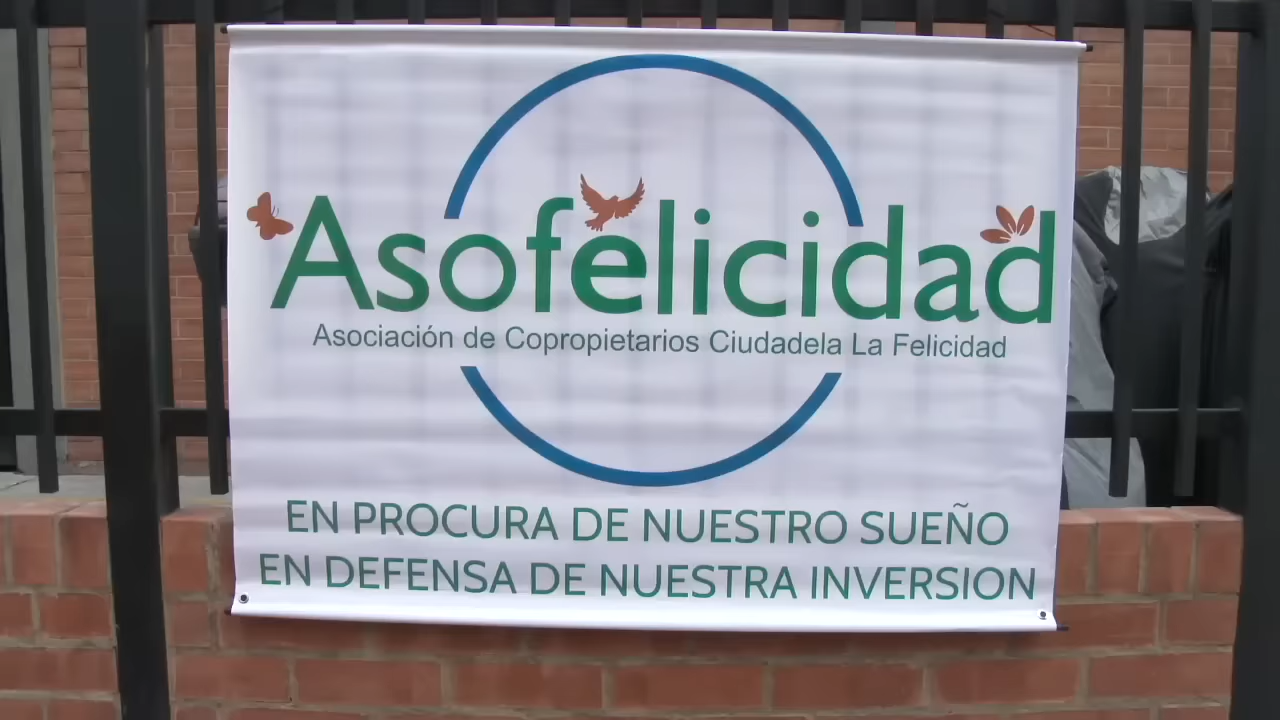 Asofelicidad
Asociación de Copropietarios Ciudadela La Felicidad
EN PROCURA DE NUESTRO SUEÑO
EN DEFENSA DE NUESTRA INVERSION